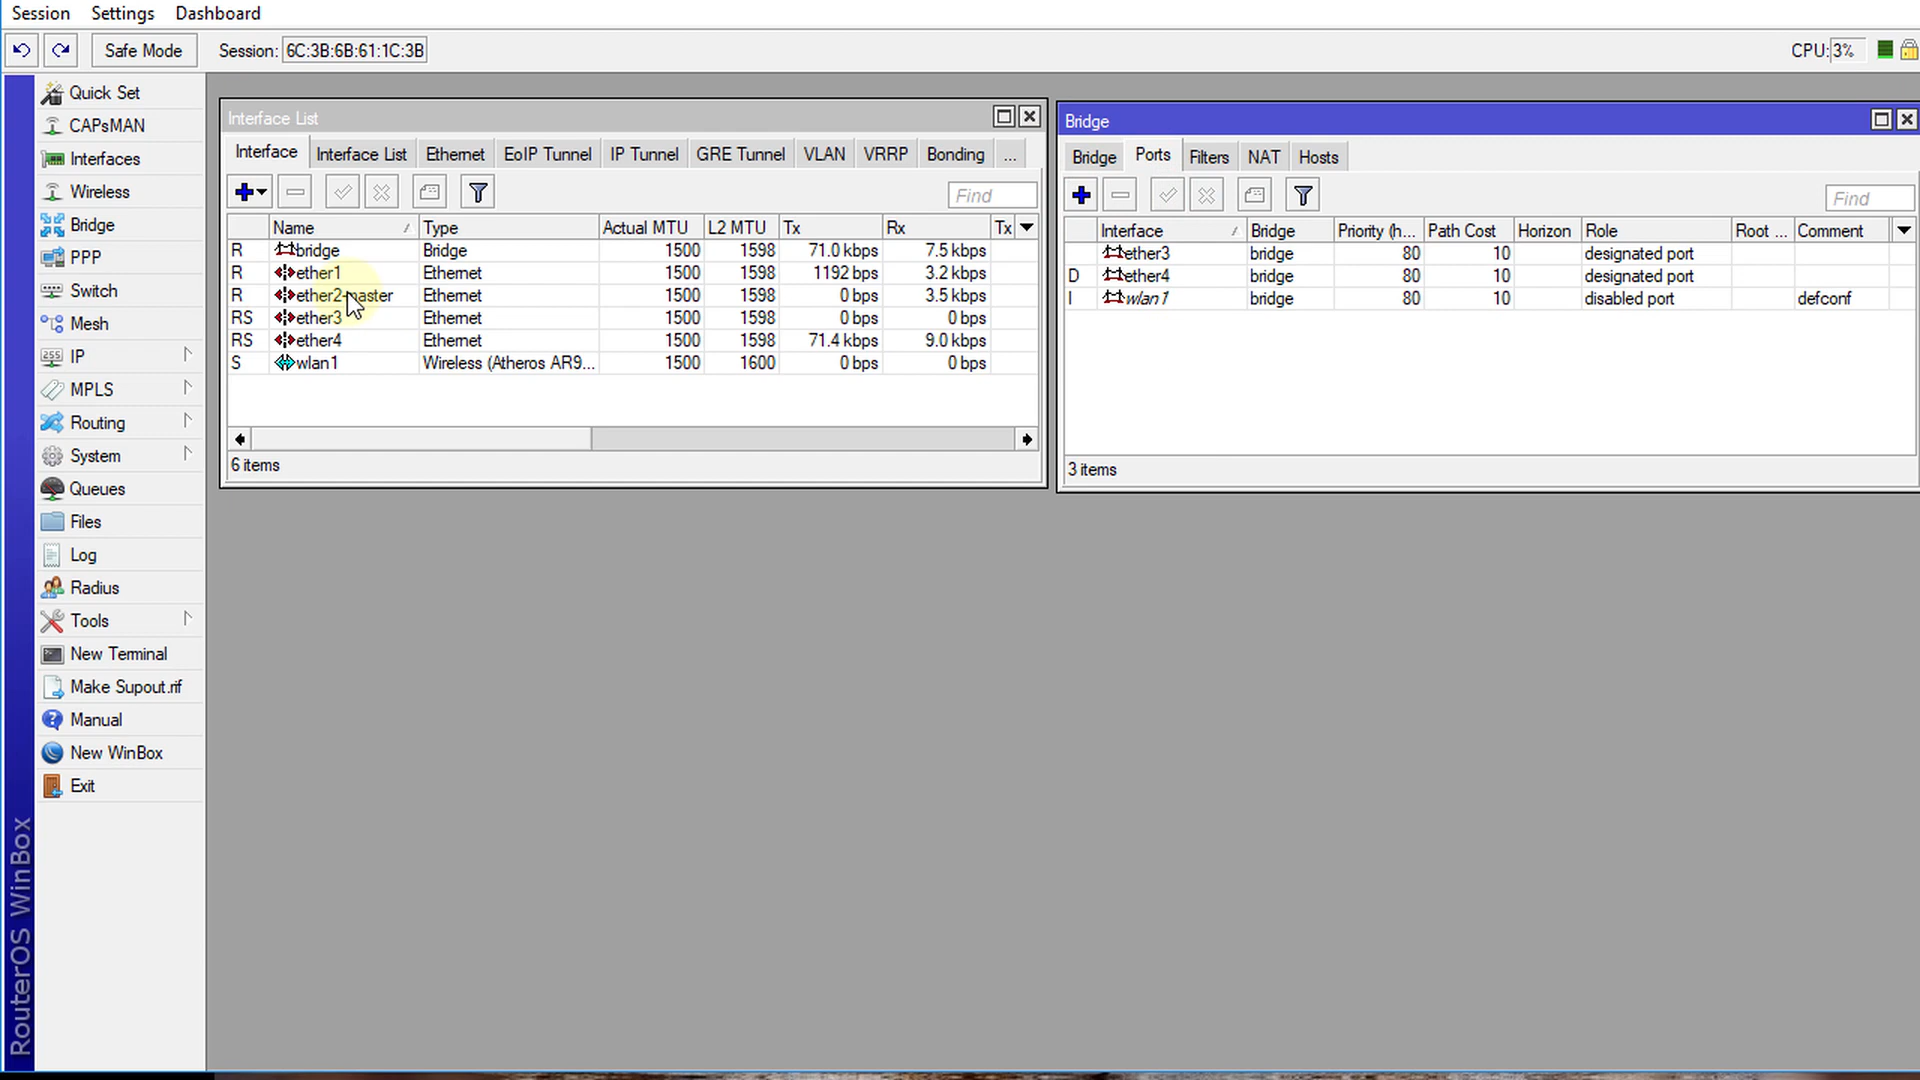 Session Settings Dashboard
Safe Mode Session: 6C:3B:6B:61:1C:3B CPU: 3%
Quick Set
CAPsMAN
Interfaces
Wireless
Bridge
PPP
Switch
Mesh
255 IP
MPLS
Routing
System
Queues
Files
Log
Radius
Tools
New Terminal
Make Supout.rif
Manual
New WinBox
Exit
RouterOS WinBox
Interface List
Interface Interface List Ethernet EoIP Tunnel IP Tunnel GRE Tunnel VLAN VRRP Bonding ...
Find
Name Type Actual MTU L2 MTU Tx Rx Tx
R bridge Bridge 1500 1598 71.0 kbps 7.5 kbps
R ether1 Ethernet 1500 1598 1192 bps 3.2 kbps
R ether2-master Ethernet 1500 1598 0 bps 3.5 kbps
RS ether3 Ethernet 1500 1598 0 bps 0 bps
RS ether4 Ethernet 1500 1598 71.4 kbps 9.0 kbps
S wlan1 Wireless (Atheros AR9... 1500 1600 0 bps 0 bps
6 items
Bridge
Bridge Ports Filters NAT Hosts
Find
Interface Bridge Priority (h... Path Cost Horizon Role Root ... Comment
ether3 bridge 80 10 designated port
D ether4 bridge 80 10 designated port
I wlan1 bridge 80 10 disabled port defconf
3 items